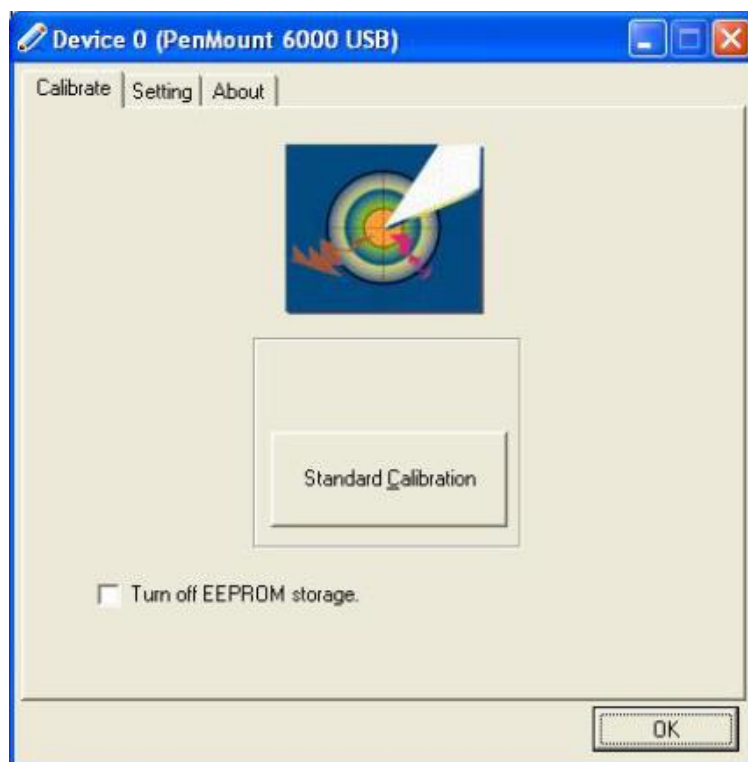 Device 0 (PenMount 6000 USB)
Calibrate Setting About
Standard Calibration
Turn off EEPROM storage.
OK